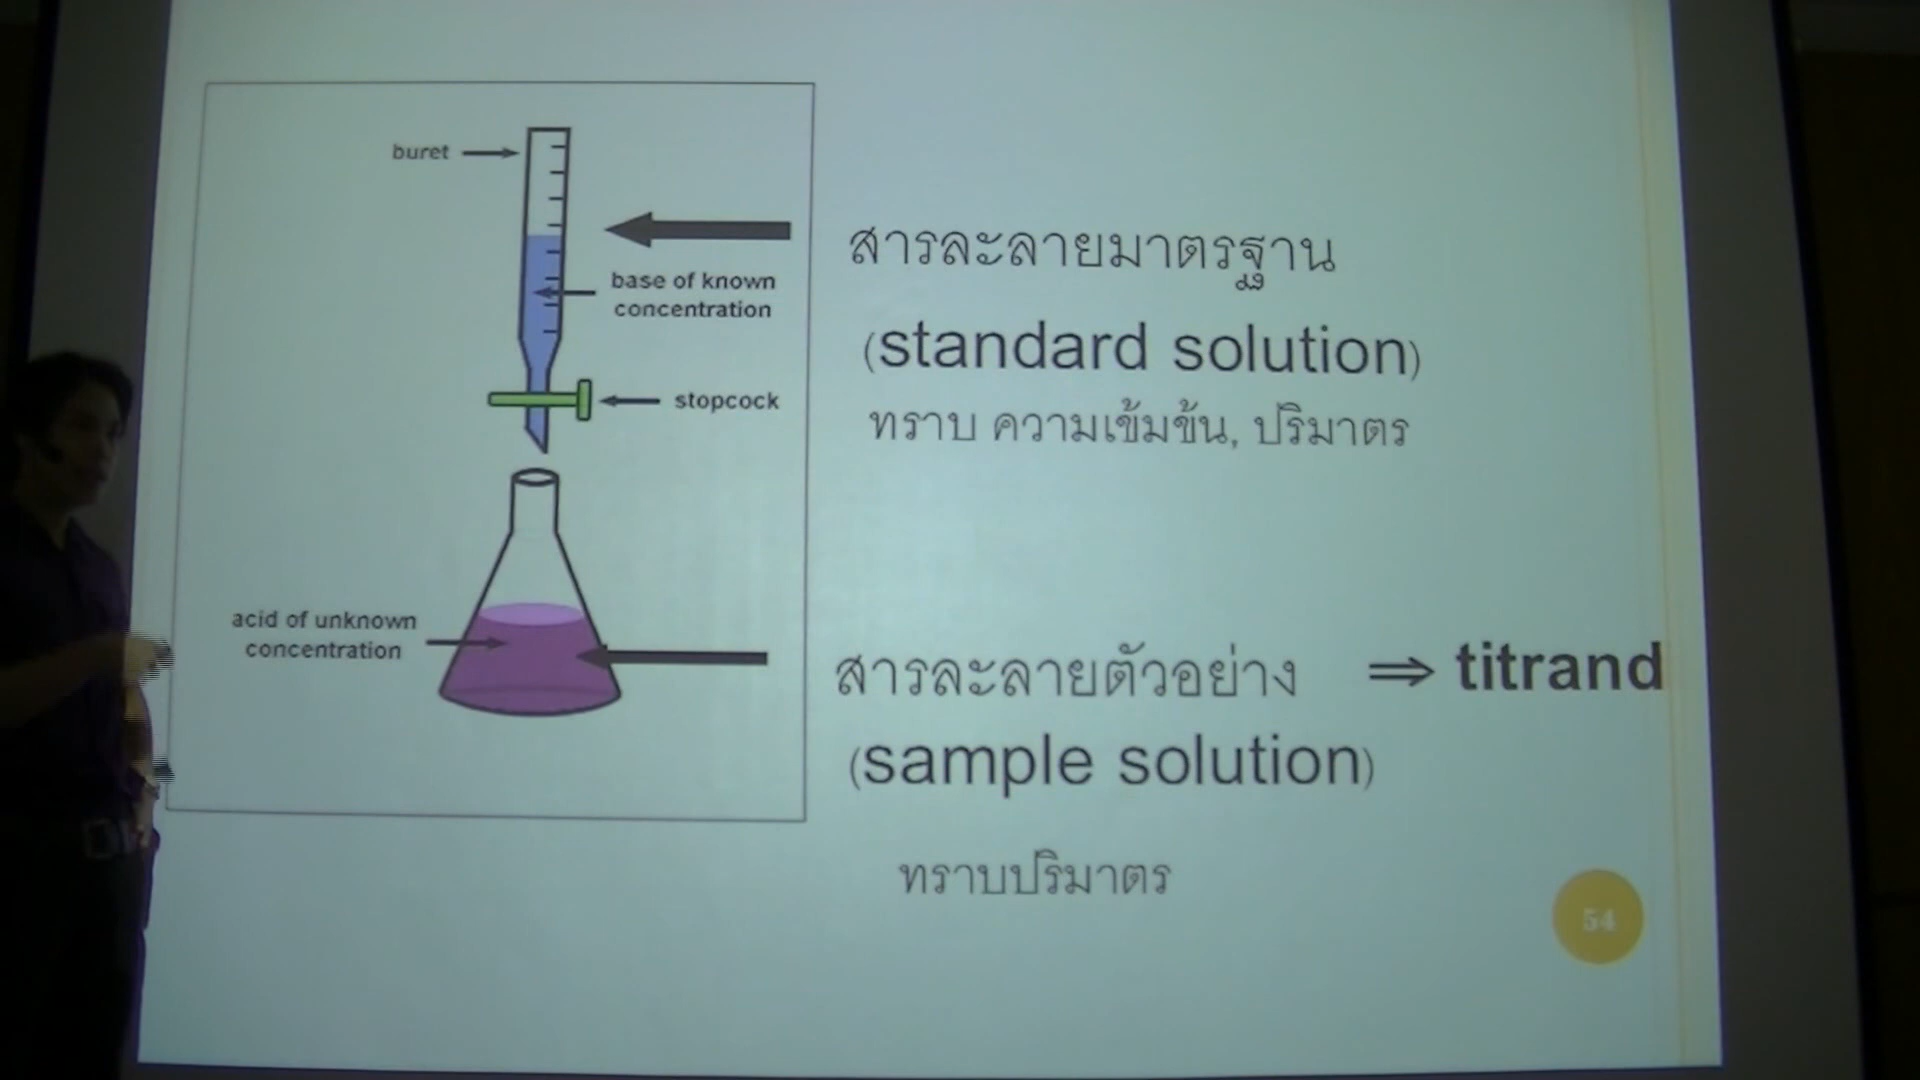 buret
สารละลายมาตรฐาน
base of known
concentration
(standard solution)
stopcock
ทราบ ความเข้มข้น, ปริมาตร
acid of unknown
concentration
สารละลายตัวอย่าง ⇒ titrand
(sample solution)
ทราบปริมาตร
54